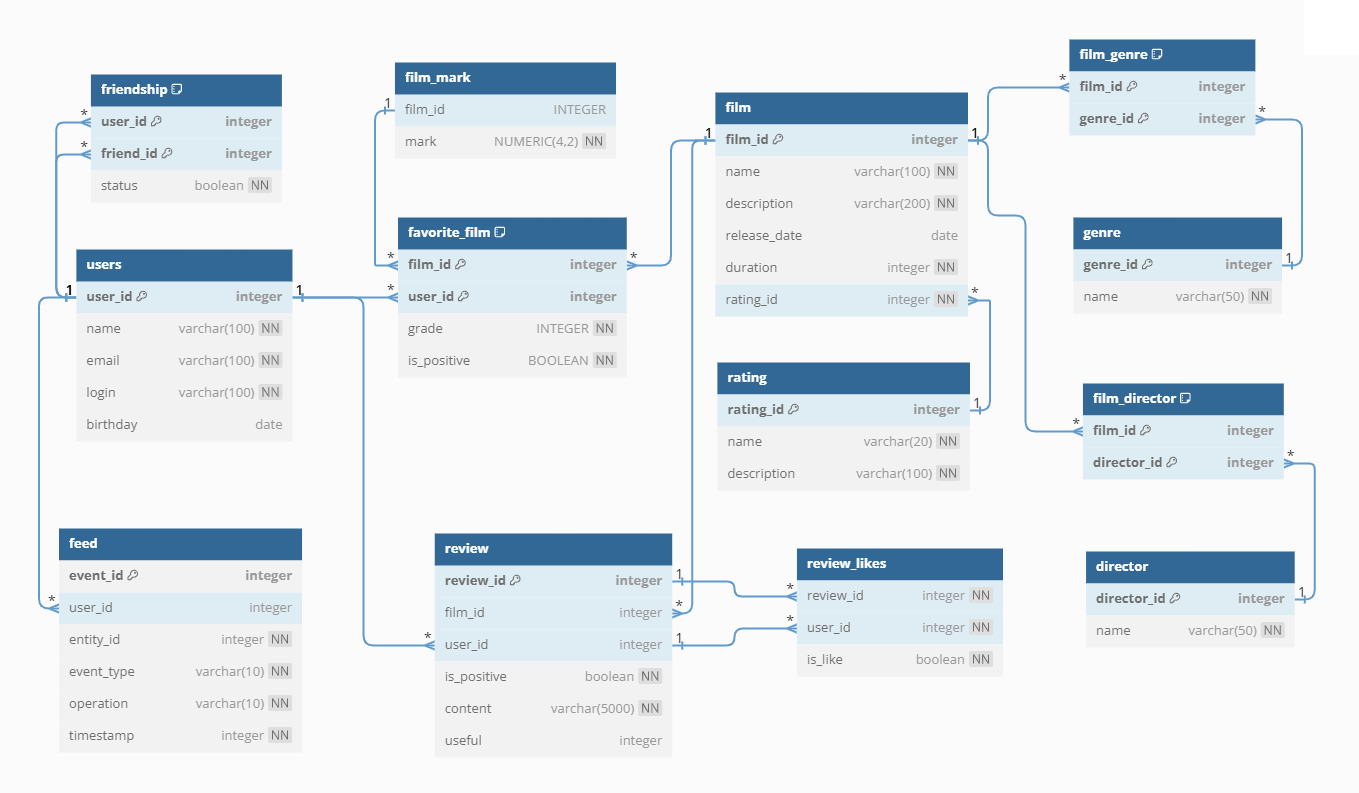 friendship
user_id integer
friend_id integer
status boolean NN
users
user_id integer
name varchar(100) NN
email varchar(100) NN
login varchar(100) NN
birthday date
feed
event_id integer
user_id integer
entity_id integer NN
event_type varchar(10) NN
operation varchar(10) NN
timestamp integer NN
film_mark
film_id INTEGER
mark NUMERIC(4,2) NN
favorite_film
film_id integer
user_id integer
grade INTEGER NN
is_positive BOOLEAN NN
review
review_id integer
film_id integer
user_id integer
is_positive boolean NN
content varchar(5000) NN
useful integer
film
film_id integer
name varchar(100) NN
description varchar(200) NN
release_date date
duration integer NN
rating_id integer NN
rating
rating_id integer
name varchar(20) NN
description varchar(100) NN
review_likes
review_id integer NN
user_id integer NN
is_like boolean NN
film_genre
film_id integer
genre_id integer
genre
genre_id integer
name varchar(50) NN
film_director
film_id integer
director_id integer
director
director_id integer
name varchar(50) NN
*
*
1
1
*
1
*
*
*
*
1
1
*
1
*
1
*
*
1
*
*
1
*
*
1